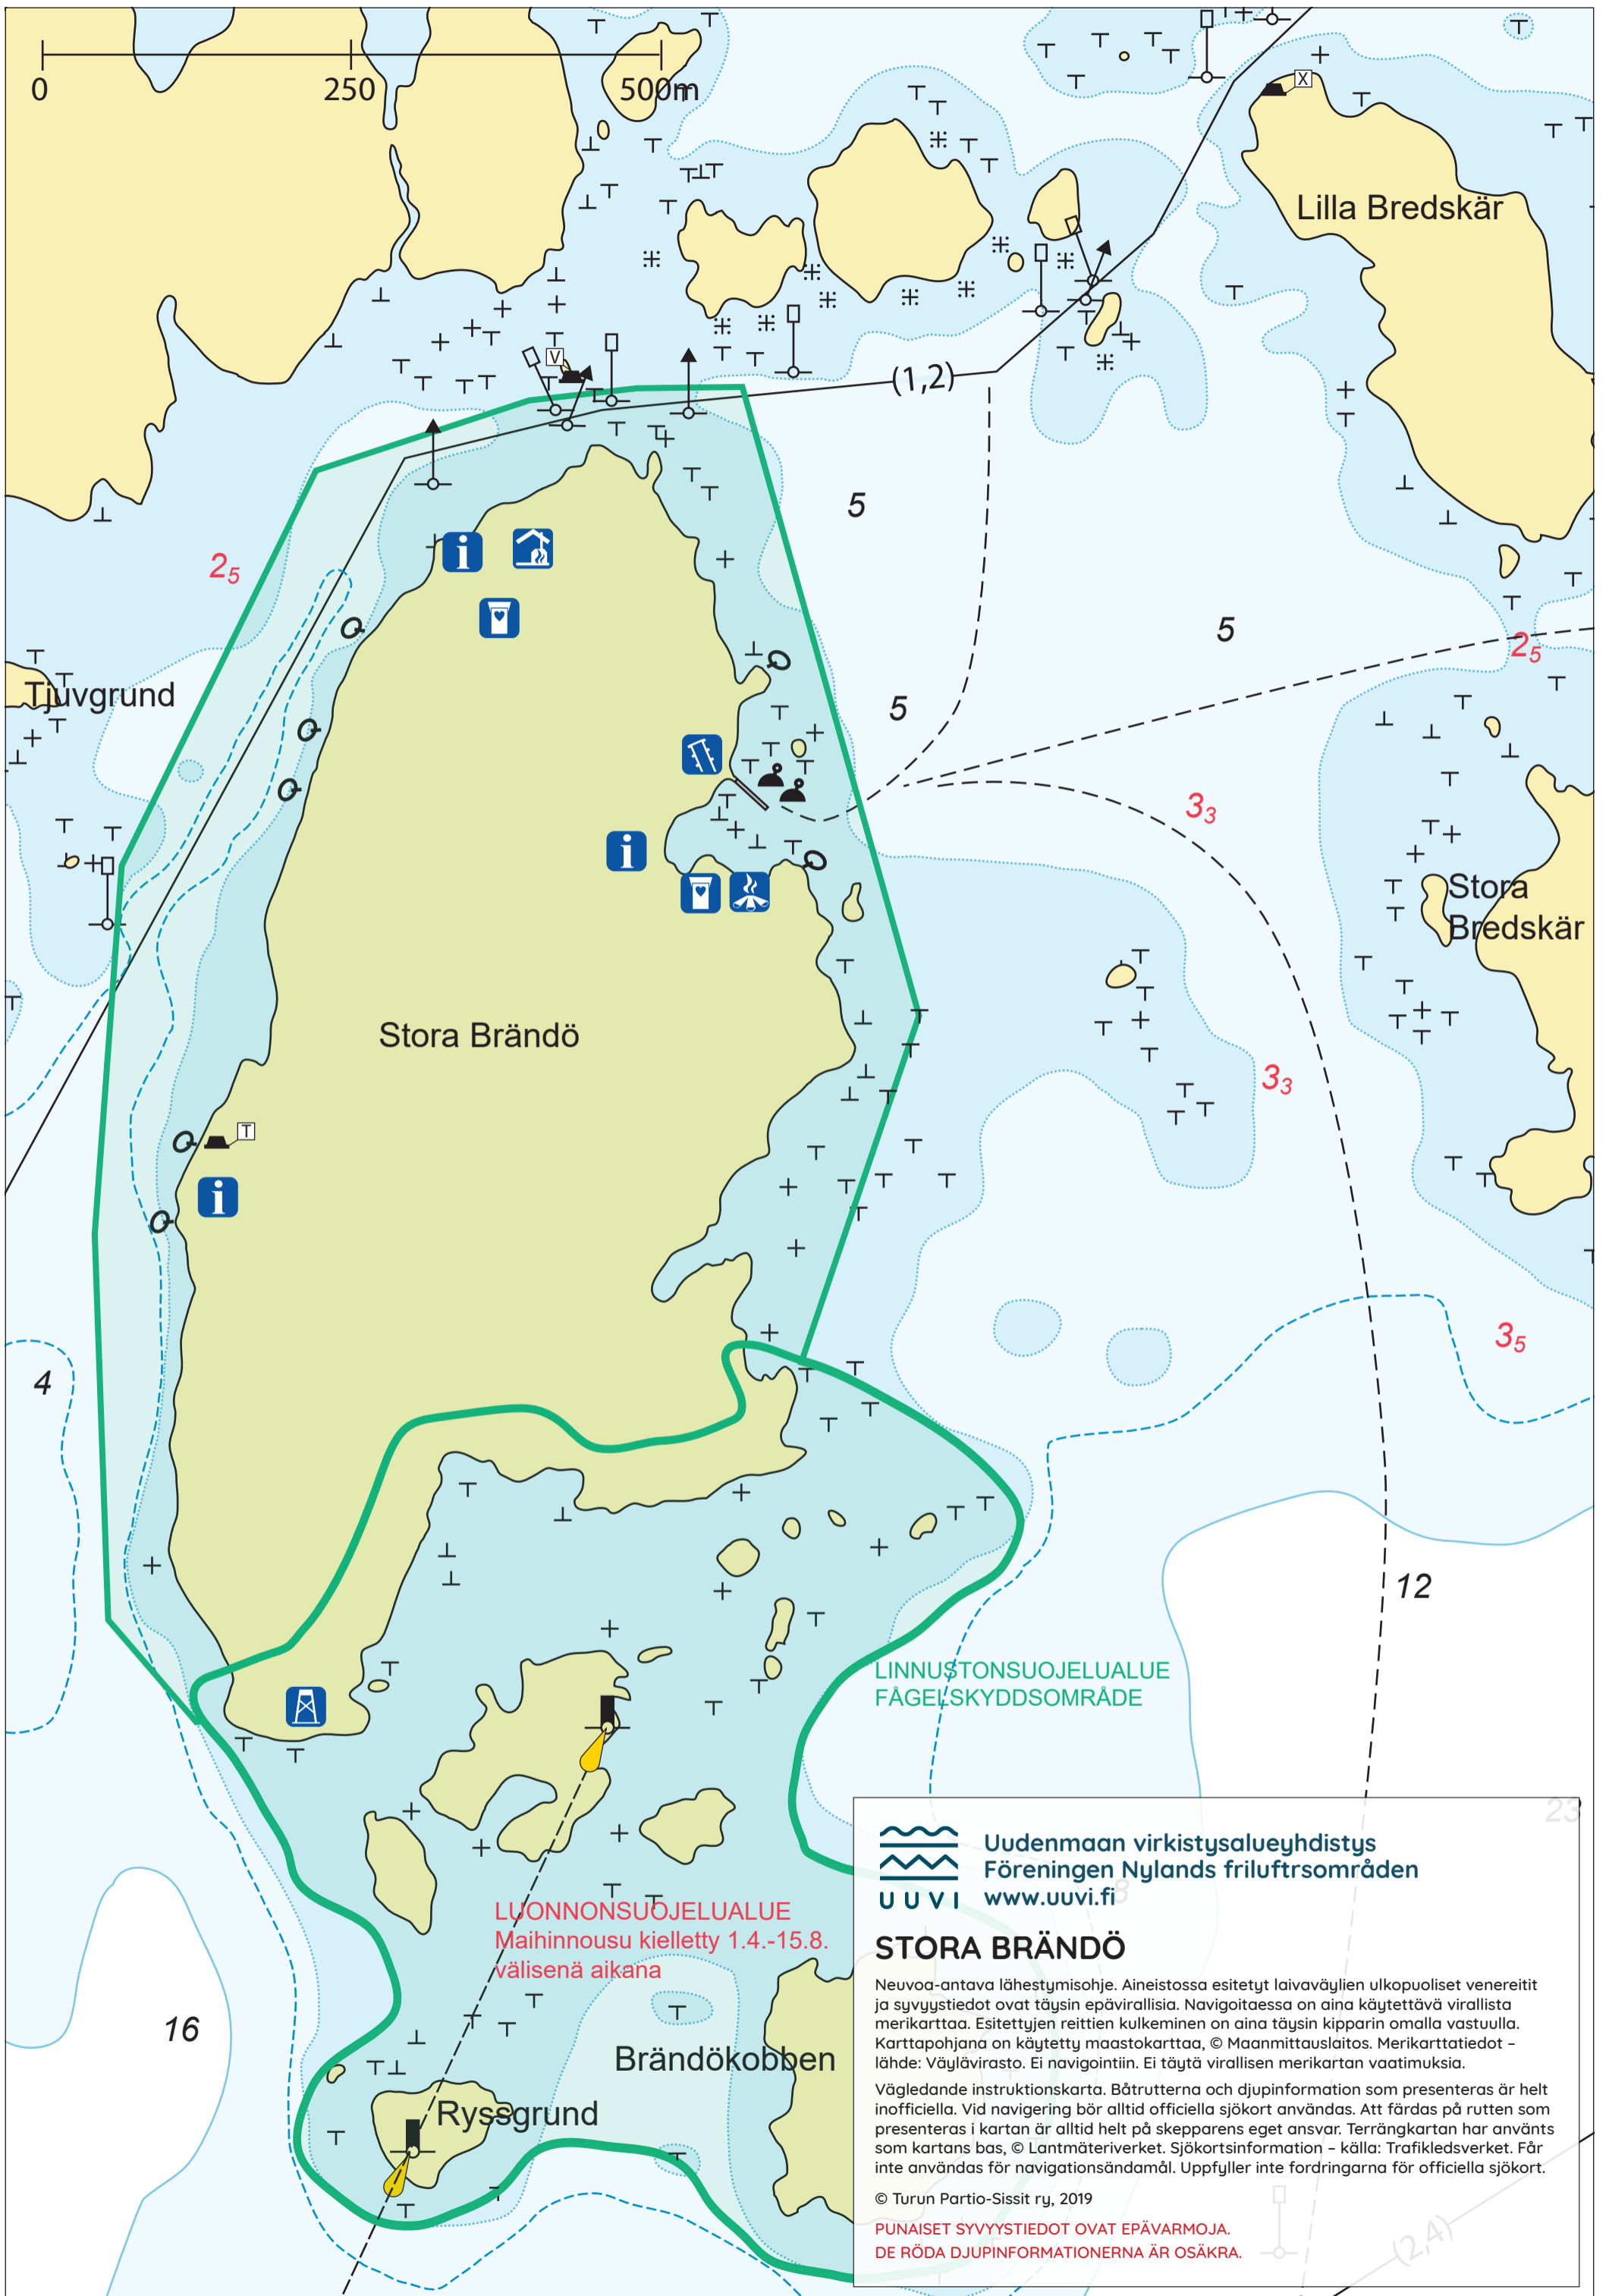 0 250 500m
X
Lilla Bredskär
V
(1,2)
5
2₅
5
2₅
Tjuvgrund
5
3₃
Stora
Bredskär
Stora Brändö
3₃
T
3₅
4
12
LINNUSTONSUOJELUALUE
FÅGELSKYDDSOMRÅDE
23
8
LUONNONSUOJELUALUE
Maihinnousu kielletty 1.4.-15.8.
välisenä aikana
16
Brändökobben
Ryssgrund
UUVI
Uudenmaan virkistysalueyhdistys
Föreningen Nylands friluftrsområden
www.uuvi.fi
STORA BRÄNDÖ
Neuvoa-antava lähestymisohje. Aineistossa esitetyt laivaväylien ulkopuoliset venereitit
ja syvyystiedot ovat täysin epävirallisia. Navigoitaessa on aina käytettävä virallista
merikarttaa. Esitettyjen reittien kulkeminen on aina täysin kipparin omalla vastuulla.
Karttapohjana on käytetty maastokarttaa, © Maanmittauslaitos. Merikarttatiedot –
lähde: Väylävirasto. Ei navigointiin. Ei täytä virallisen merikartan vaatimuksia.
Vägledande instruktionskarta. Båtrutterna och djupinformation som presenteras är helt
inofficiella. Vid navigering bör alltid officiella sjökort användas. Att färdas på rutten som
presenteras i kartan är alltid helt på skepparens eget ansvar. Terrängkartan har använts
som kartans bas, © Lantmäteriverket. Sjökortsinformation – källa: Trafikledsverket. Får
inte användas för navigationsändamål. Uppfyller inte fordringarna för officiella sjökort.
© Turun Partio-Sissit ry, 2019
PUNAISET SYVYYSTIEDOT OVAT EPÄVARMOJA.
DE RÖDA DJUPINFORMATIONERNA ÄR OSÄKRA.
(2,4)